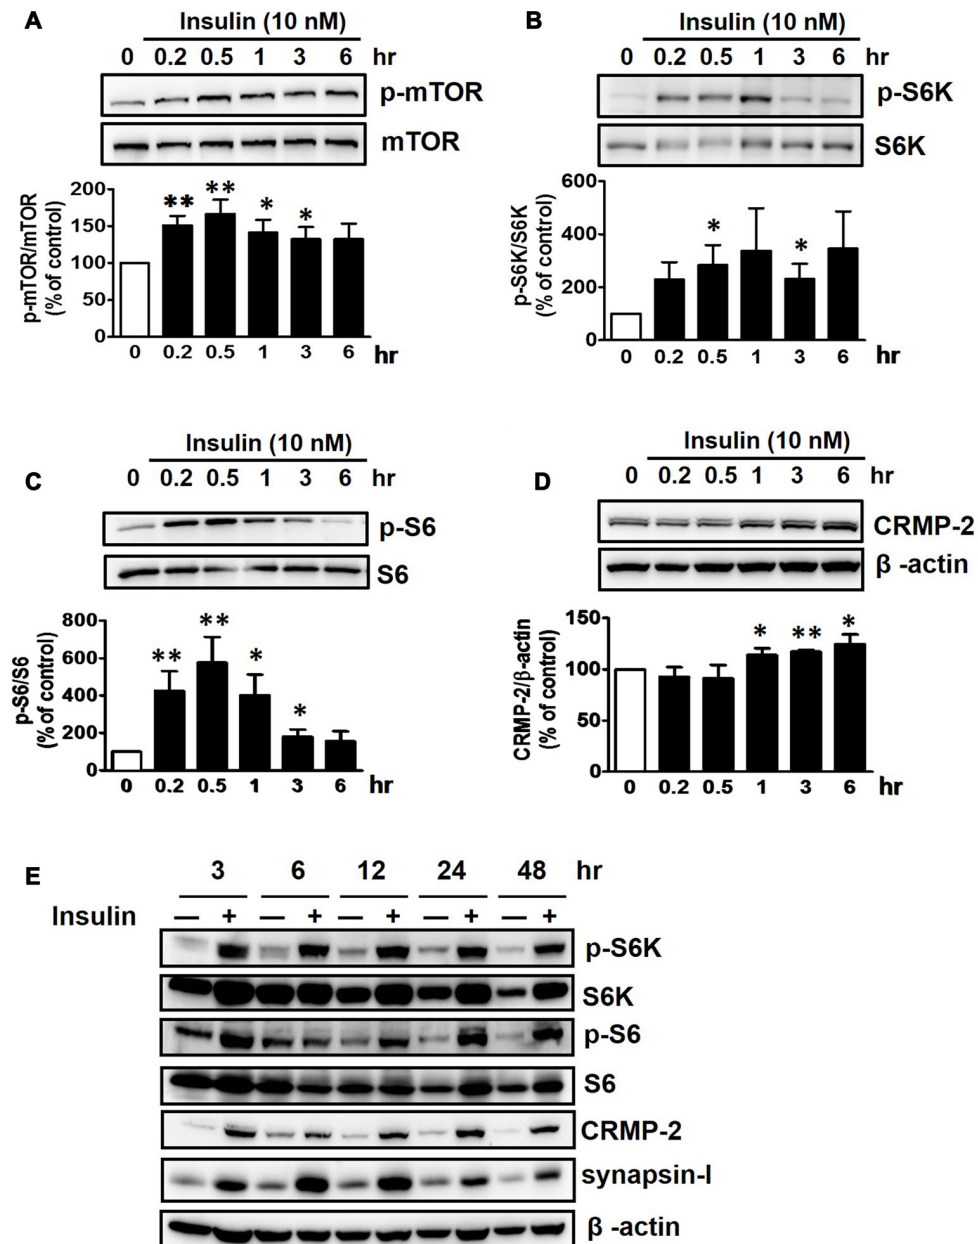 A
Insulin (10 nM)
0 0.2 0.5 1 3 6 hr
p-mTOR
mTOR
p-mTOR/mTOR
(% of control)
200
150
100
50
0
** ** * *
0 0.2 0.5 1 3 6 hr
B
Insulin (10 nM)
0 0.2 0.5 1 3 6 hr
p-S6K
S6K
p-S6K/S6K
(% of control)
600
400
200
0
* *
0 0.2 0.5 1 3 6 hr
C
Insulin (10 nM)
0 0.2 0.5 1 3 6 hr
p-S6
S6
p-S6/S6
(% of control)
800
600
400
200
0
** ** * *
0 0.2 0.5 1 3 6 hr
D
Insulin (10 nM)
0 0.2 0.5 1 3 6 hr
CRMP-2
β -actin
CRMP-2/β-actin
(% of control)
150
100
50
0
* ** *
0 0.2 0.5 1 3 6 hr
E
3 6 12 24 48 hr
Insulin — + — + — + — + — +
p-S6K
S6K
p-S6
S6
CRMP-2
synapsin-I
β -actin